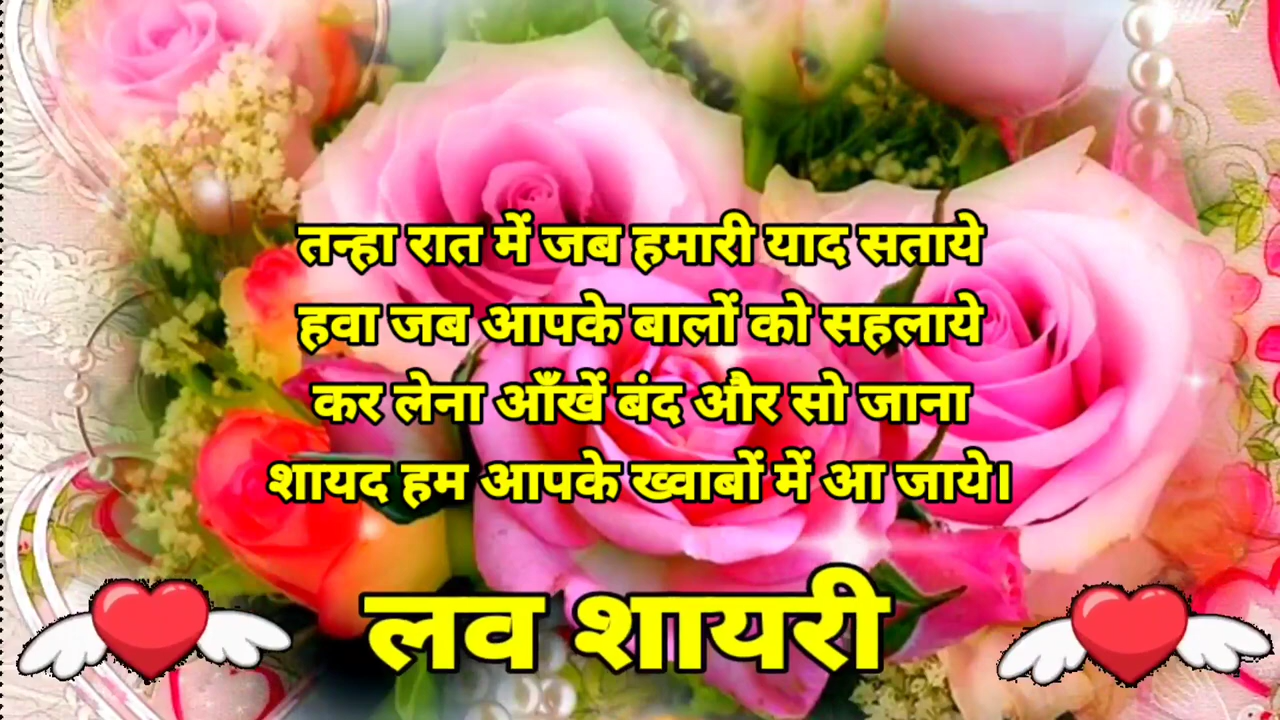 तन्हा रात में जब हमारी याद सताये
हवा जब आपके बालों को सहलाये
कर लेना आँखें बंद और सो जाना
शायद हम आपके ख्वाबों में आ जाये।
लव शायरी